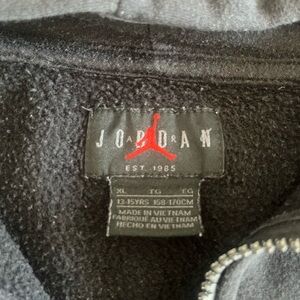 JORDAN
AIR
EST. 1985
XL TG EG
13-15YRS 158-170CM
MADE IN VIETNAM
FABRIQUÉ AU VIETNAM
HECHO EN VIETNAM